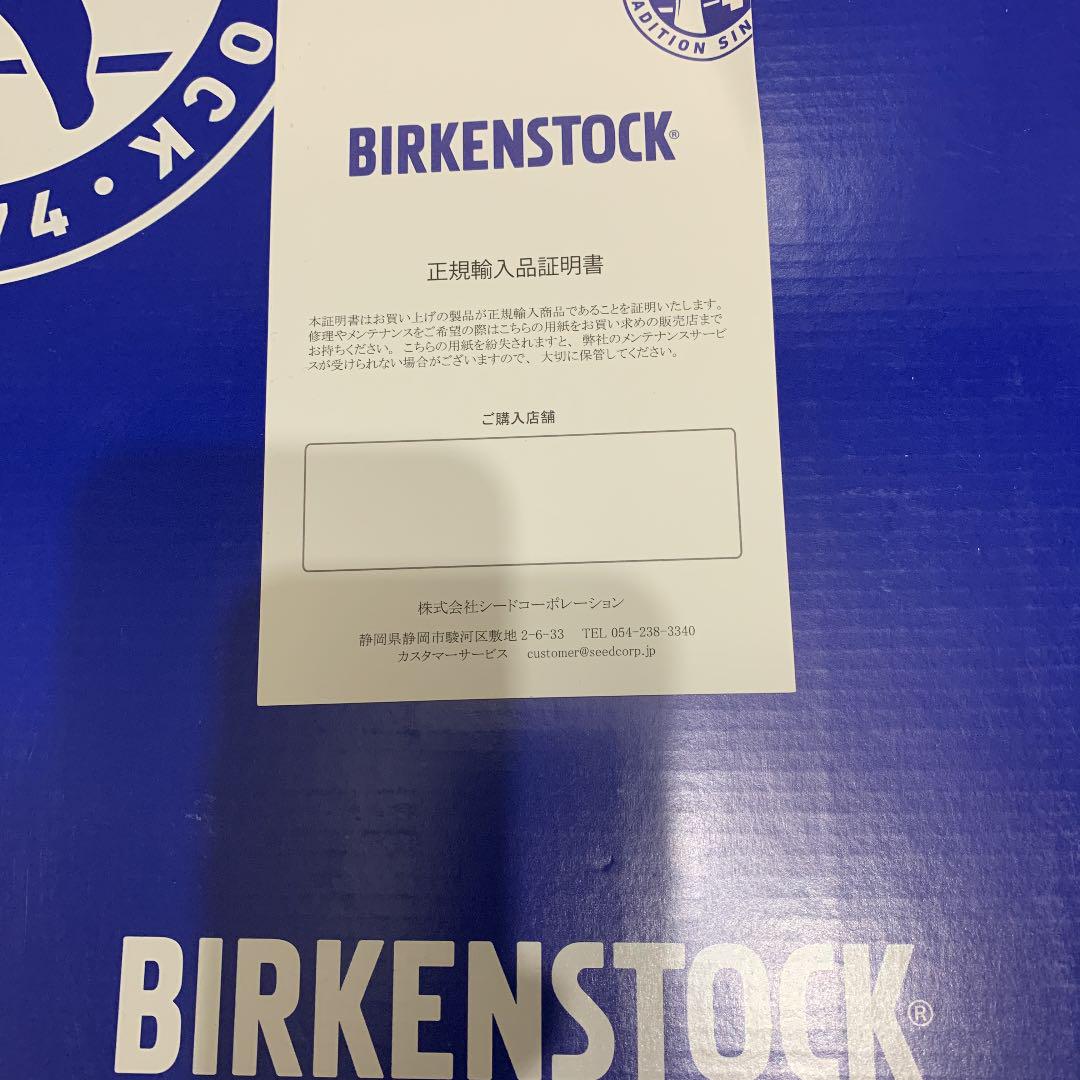 OCK • 74
ADITION SIN
BIRKENSTOCK®
正規輸入品証明書
本証明書はお買い上げの製品が正規輸入商品であることを証明いたします。
修理やメンテナンスをご希望の際はこちらの用紙をお買い求めの販売店まで
お持ちください。こちらの用紙を紛失されますと、弊社のメンテナンスサービ
スが受けられない場合がございますので、大切に保管してください。
ご購入店舗
株式会社シードコーポレーション
静岡県静岡市駿河区敷地 2-6-33 TEL 054-238-3340
カスタマーサービス customer@seedcorp.jp
BIRKENSTOCK®